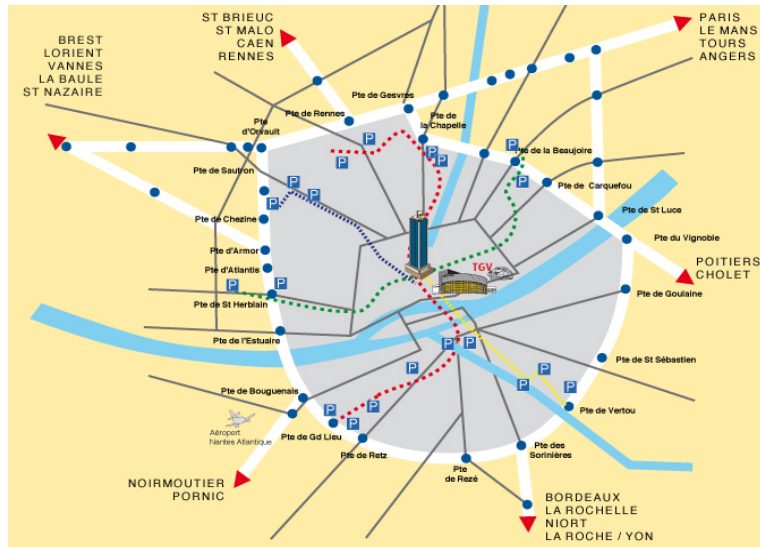 ST BRIEUC
ST MALO
CAEN
RENNES
PARIS
LE MANS
TOURS
ANGERS
BREST
LORIENT
VANNES
LA BAULE
ST NAZAIRE
Pte de Gesvres
Pte de Rennes
Pte de
la Chapelle
Pte
d'Orvault
P
P
P
P
P
Pte de la Beaujoire
P
Pte de Sautron
P
Pte de Carquefou
P
P
P
Pte de Chezine
Pte de St Luce
Pte du Vignoble
Pte d'Armor
P
Pte d'Atlantis
TGV
POITIERS
CHOLET
P
Pte de St Herblain
Pte de Goulaine
Pte de l'Estuaire
P
P
Pte de St Sébastien
P
P
P
Pte de Bouguenais
P
P
P
Pte de Vertou
Aéroport
Nantes Atlantique
Pte de Gd Lieu
P
Pte de Retz
Pte des
Sorinières
Pte
de Rezé
NOIRMOUTIER
PORNIC
BORDEAUX
LA ROCHELLE
NIORT
LA ROCHE / YON